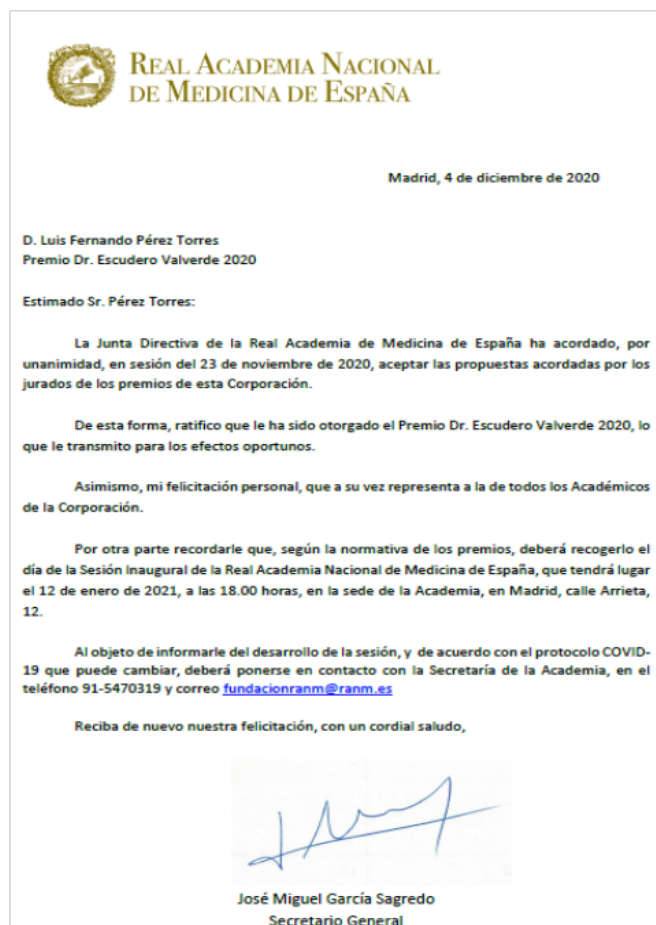 REAL ACADEMIA NACIONAL
DE MEDICINA DE ESPAÑA
Madrid, 4 de diciembre de 2020
D. Luis Fernando Pérez Torres
Premio Dr. Escudero Valverde 2020
Estimado Sr. Pérez Torres:
La Junta Directiva de la Real Academia de Medicina de España ha acordado, por
unanimidad, en sesión del 23 de noviembre de 2020, aceptar las propuestas acordadas por los
jurados de los premios de esta Corporación.
De esta forma, ratifico que le ha sido otorgado el Premio Dr. Escudero Valverde 2020, lo
que le transmito para los efectos oportunos.
Asimismo, mi felicitación personal, que a su vez representa a la de todos los Académicos
de la Corporación.
Por otra parte recordarle que, según la normativa de los premios, deberá recogerlo el
día de la Sesión Inaugural de la Real Academia Nacional de Medicina de España, que tendrá lugar
el 12 de enero de 2021, a las 18.00 horas, en la sede de la Academia, en Madrid, calle Arrieta,
12.
Al objeto de informarle del desarrollo de la sesión, y de acuerdo con el protocolo COVID-
19 que puede cambiar, deberá ponerse en contacto con la Secretaría de la Academia, en el
teléfono 91-5470319 y correo fundacionranm@ranm.es
Reciba de nuevo nuestra felicitación, con un cordial saludo,
José Miguel García Sagredo
Secretario General